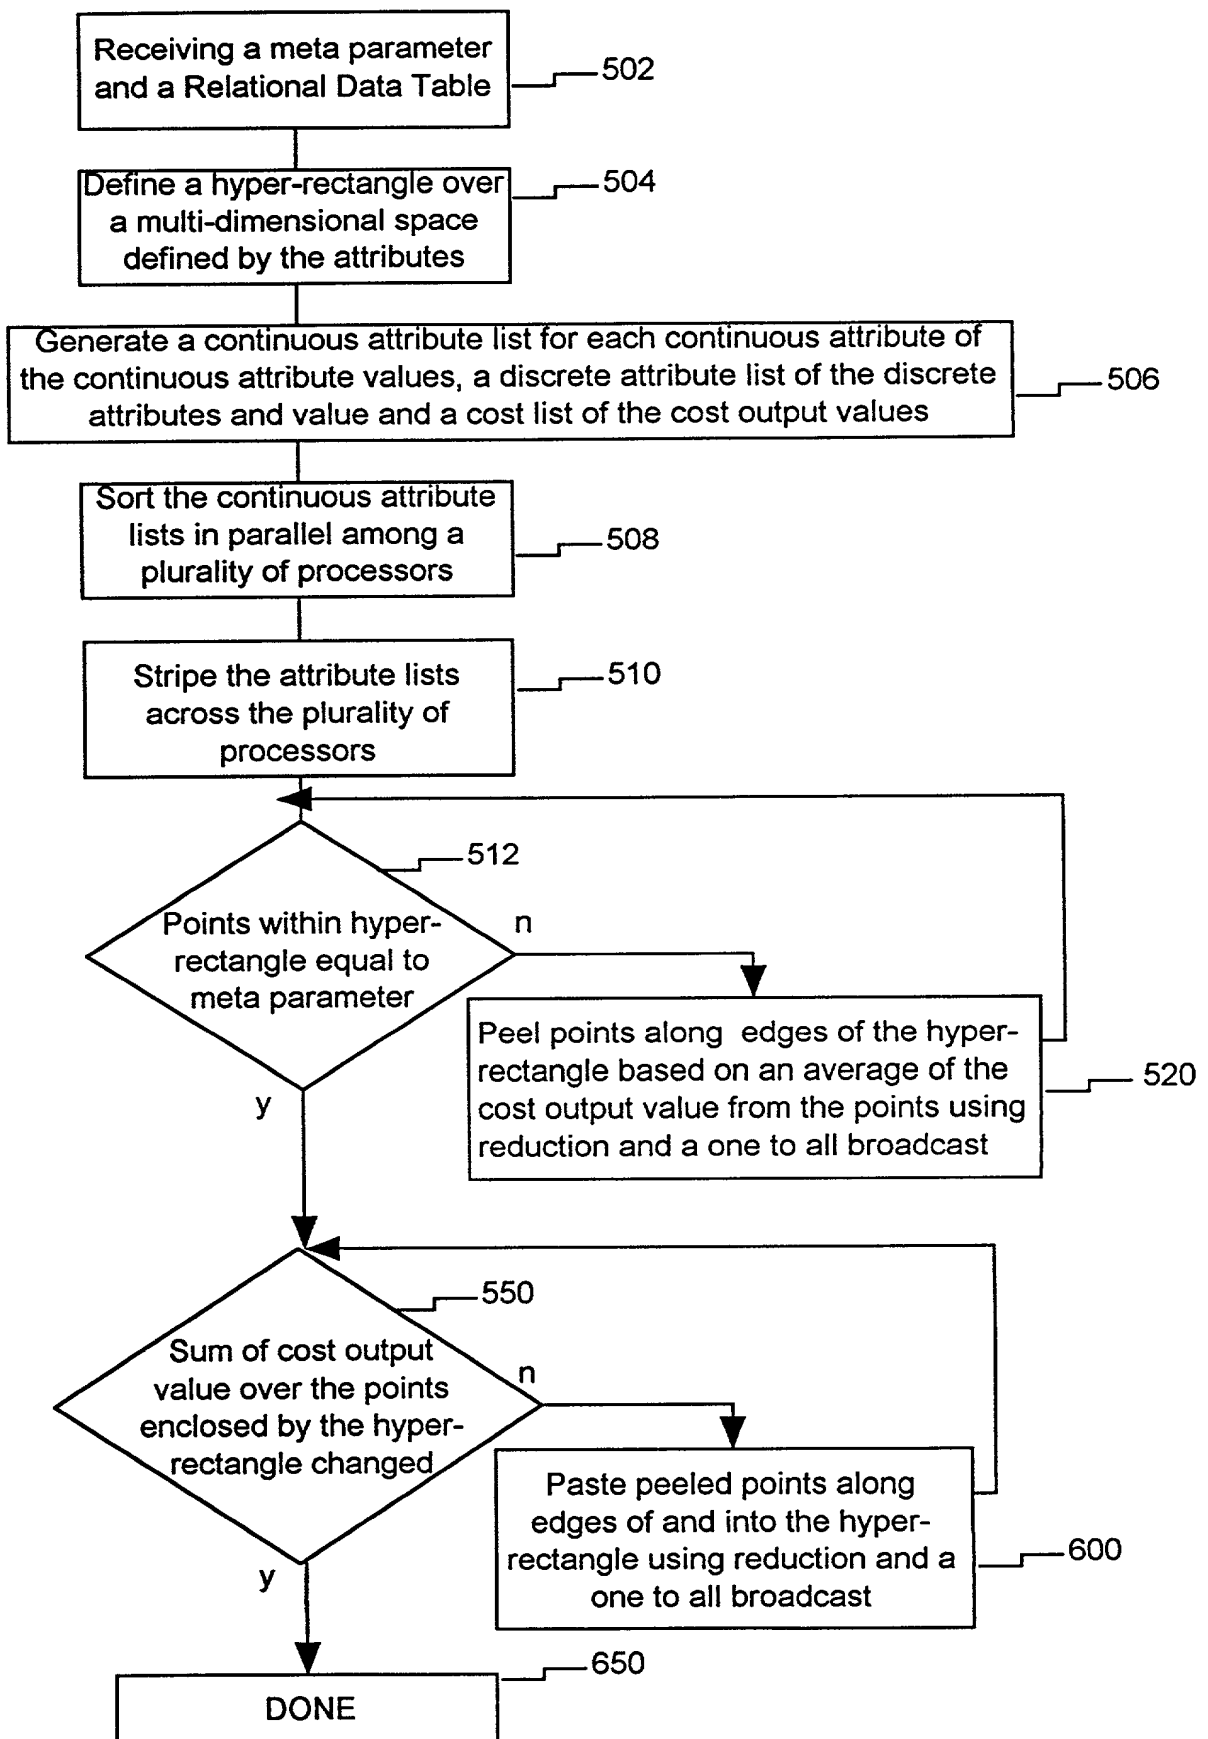 Receiving a meta parameter
and a Relational Data Table
502
Define a hyper-rectangle over
a multi-dimensional space
defined by the attributes
504
Generate a continuous attribute list for each continuous attribute of
the continuous attribute values, a discrete attribute list of the discrete
attributes and value and a cost list of the cost output values
506
Sort the continuous attribute
lists in parallel among a
plurality of processors
508
Stripe the attribute lists
across the plurality of
processors
510
512
Points within hyper-
rectangle equal to
meta parameter
n
y
Peel points along edges of the hyper-
rectangle based on an average of the
cost output value from the points using
reduction and a one to all broadcast
520
550
Sum of cost output
value over the points
enclosed by the hyper-
rectangle changed
n
y
Paste peeled points along
edges of and into the hyper-
rectangle using reduction and a
one to all broadcast
600
650
DONE